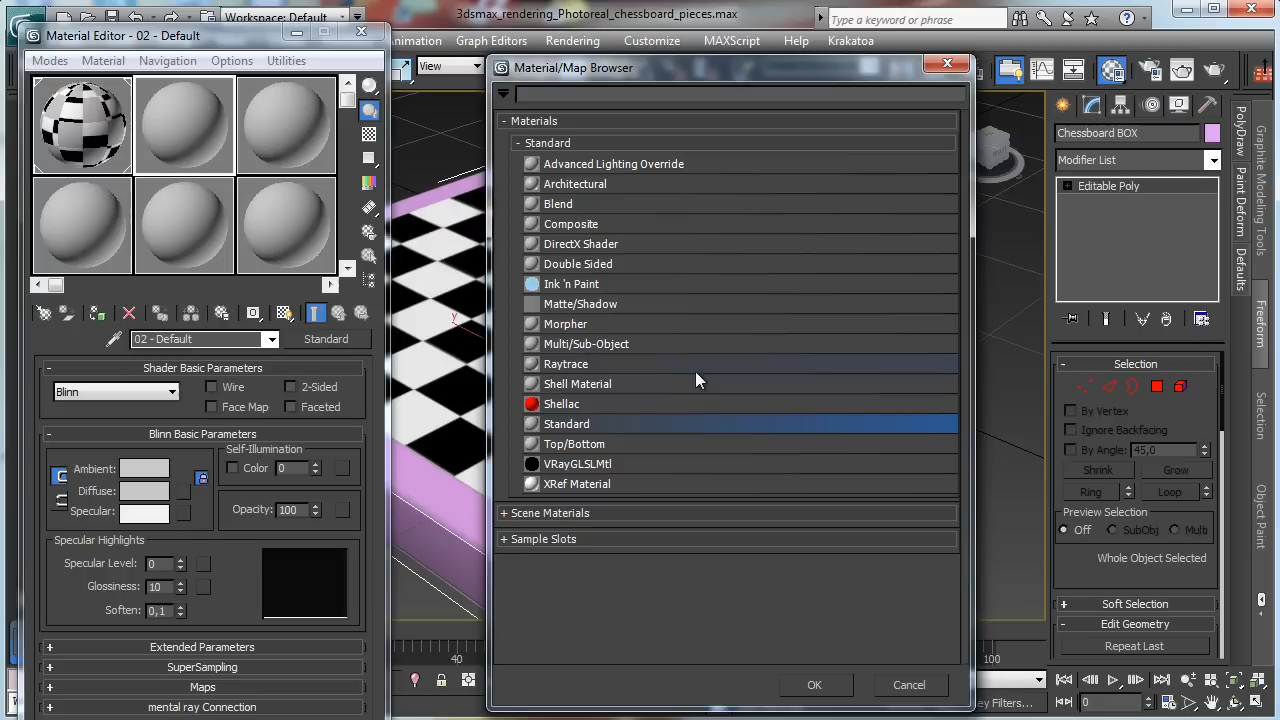 Workspace: Default
3dsmax_rendering_Photoreal_chessboard_pieces.max
Type a keyword or phrase
Material Editor - 02 - Default
Animation Graph Editors Rendering Customize MAXScript Help Krakatoa
Modes Material Navigation Options Utilities
View
Material/Map Browser
- Materials
- Standard
Advanced Lighting Override
Architectural
Blend
Composite
DirectX Shader
Double Sided
Ink 'n Paint
Matte/Shadow
Morpher
Multi/Sub-Object
Raytrace
Shell Material
Shellac
Standard
Top/Bottom
VRayGLSLMtl
XRef Material
+ Scene Materials
+ Sample Slots
OK Cancel
02 - Default Standard
- Shader Basic Parameters
Blinn Wire 2-Sided
Face Map Faceted
- Blinn Basic Parameters
Self-Illumination
Ambient: Color 0
Diffuse:
Specular: Opacity: 100
Specular Highlights
Specular Level: 0
Glossiness: 10
Soften: 0,1
+ Extended Parameters
+ SuperSampling
+ Maps
+ mental ray Connection
y
40
100
Chessboard BOX
Modifier List
Editable Poly
- Selection
By Vertex
Ignore Backfacing
By Angle: 45,0
Shrink Grow
Ring Loop
Preview Selection
Off SubObj Multi
Whole Object Selected
+ Soft Selection
- Edit Geometry
Repeat Last
Key Filters...
0
PolyDraw
Paint Deform
Defaults
Graphite Modeling Tools
Freeform
Selection
Object Paint